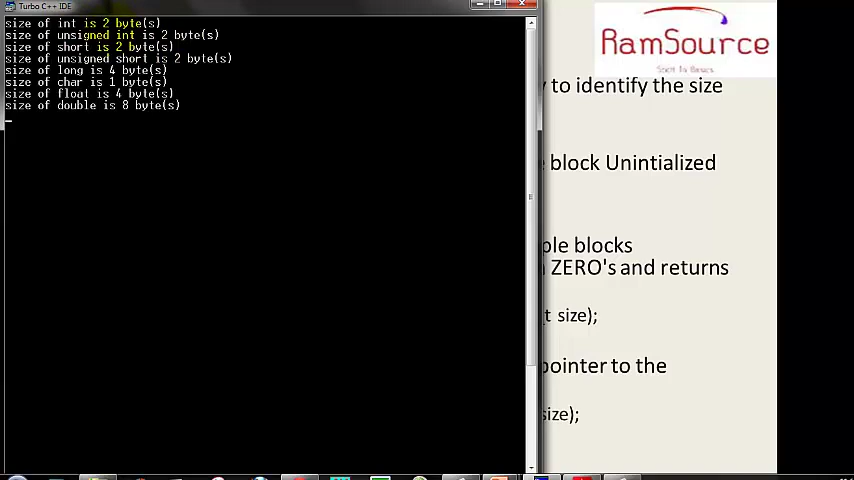 Turbo C++ IDE
size of int is 2 byte(s)
size of unsigned int is 2 byte(s)
size of short is 2 byte(s)
size of unsigned short is 2 byte(s)
size of long is 4 byte(s)
size of char is 1 byte(s)
size of float is 4 byte(s)
size of double is 8 byte(s)
RamSource
y to identify the size
block Unintialized
ple blocks
ZERO's and returns
t size);
pointer to the
size);